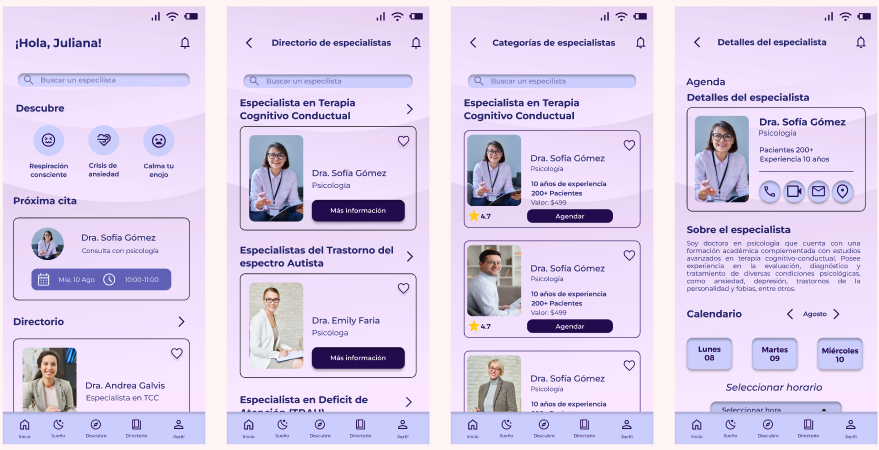 ¡Hola, Juliana!
Buscar un especilista
Descubre
Respiración
consciente
Crisis de
ansiedad
Calma tu
enojo
Próxima cita
Dra. Sofía Gómez
Consulta con psicología
Mie, 10 Ago
10:00-11:00
Directorio
Dra. Andrea Galvis
Especialista en TCC
Inicio
Sueño
Descubre
Directorio
Perfil
Directorio de especialistas
Buscar un especilista
Especialista en Terapia
Cognitivo Conductual
Dra. Sofía Gómez
Psicología
Más información
Especialistas del Trastorno del
espectro Autista
Dra. Emily Faria
Psicóloga
Más información
Especialista en Deficit de
Atención (TDAH)
Inicio
Sueño
Descubre
Directorio
Perfil
Categorías de especialistas
Buscar un especilista
Especialista en Terapia
Cognitivo Conductual
Dra. Sofía Gómez
Psicología
10 años de experiencia
200+ Pacientes
Valor: $499
4.7
Agendar
Dra. Sofía Gómez
Psicología
10 años de experiencia
200+ Pacientes
Valor: $499
4.7
Agendar
Dra. Sofía Gómez
Psicología
10 años de experiencia
200+ Pacientes
Inicio
Sueño
Descubre
Directorio
Perfil
Detalles del especialista
Agenda
Detalles del especialista
Dra. Sofía Gómez
Psicología
Pacientes 200+
Experiencia 10 años
Sobre el especialista
Soy doctora en psicología que cuenta con una
formación académica complementada con estudios
avanzados en terapia cognitivo-conductual. Posee
experiencia en la evaluación, diagnóstico y
tratamiento de diversas condiciones psicológicas,
como ansiedad, depresión, trastornos de la
personalidad y fobias, entre otros.
Calendario
Agosto
Lunes
08
Martes
09
Miércoles
10
Seleccionar horario
Seleccionar hora
Inicio
Sueño
Descubre
Directorio
Perfil